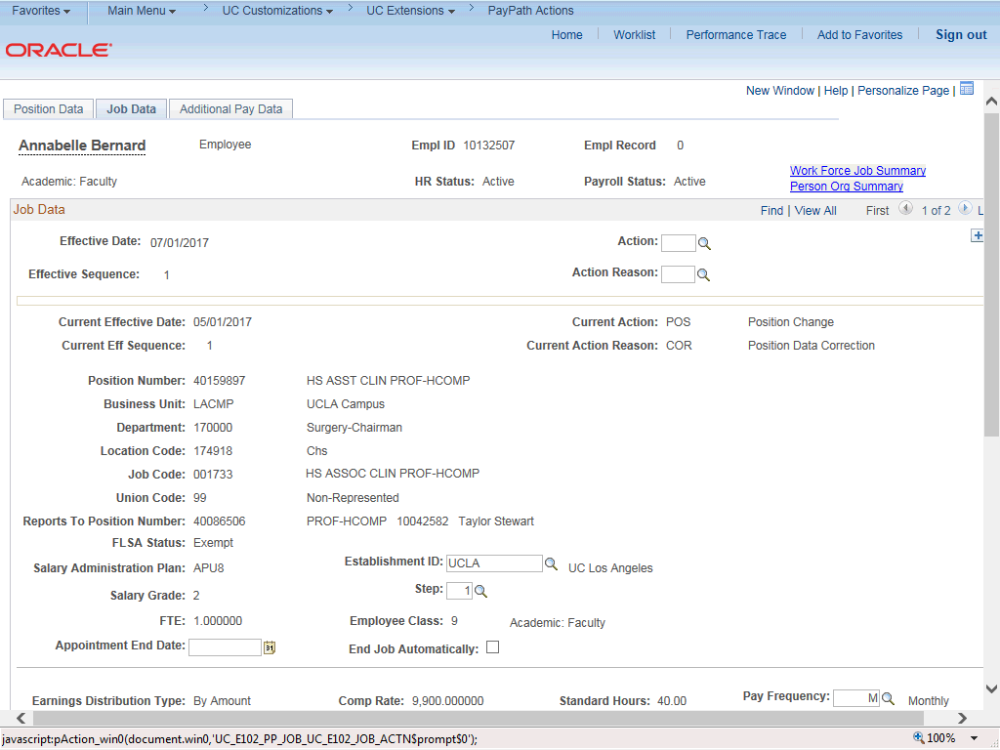 Favorites Main Menu > UC Customizations > UC Extensions > PayPath Actions
Home Worklist Performance Trace Add to Favorites Sign out
ORACLE
New Window | Help | Personalize Page |
Position Data Job Data Additional Pay Data
Annabelle Bernard Employee Empl ID 10132507 Empl Record 0
Academic: Faculty HR Status: Active Payroll Status: Active Work Force Job Summary
Person Org Summary
Job Data Find | View All First 1 of 2 L
Effective Date: 07/01/2017 Action:
Effective Sequence: 1 Action Reason:
Current Effective Date: 05/01/2017 Current Action: POS Position Change
Current Eff Sequence: 1 Current Action Reason: COR Position Data Correction
Position Number: 40159897 HS ASST CLIN PROF-HCOMP
Business Unit: LACMP UCLA Campus
Department: 170000 Surgery-Chairman
Location Code: 174918 Chs
Job Code: 001733 HS ASSOC CLIN PROF-HCOMP
Union Code: 99 Non-Represented
Reports To Position Number: 40086506 PROF-HCOMP 10042582 Taylor Stewart
FLSA Status: Exempt
Salary Administration Plan: APU8 Establishment ID: UCLA UC Los Angeles
Salary Grade: 2 Step: 1
FTE: 1.000000 Employee Class: 9 Academic: Faculty
Appointment End Date: 31 End Job Automatically:
Earnings Distribution Type: By Amount Comp Rate: 9,900.000000 Standard Hours: 40.00 Pay Frequency: M Monthly
javascript:pAction_win0(document.win0,'UC_E102_PP_JOB_UC_E102_JOB_ACTN$prompt$0'); 100%